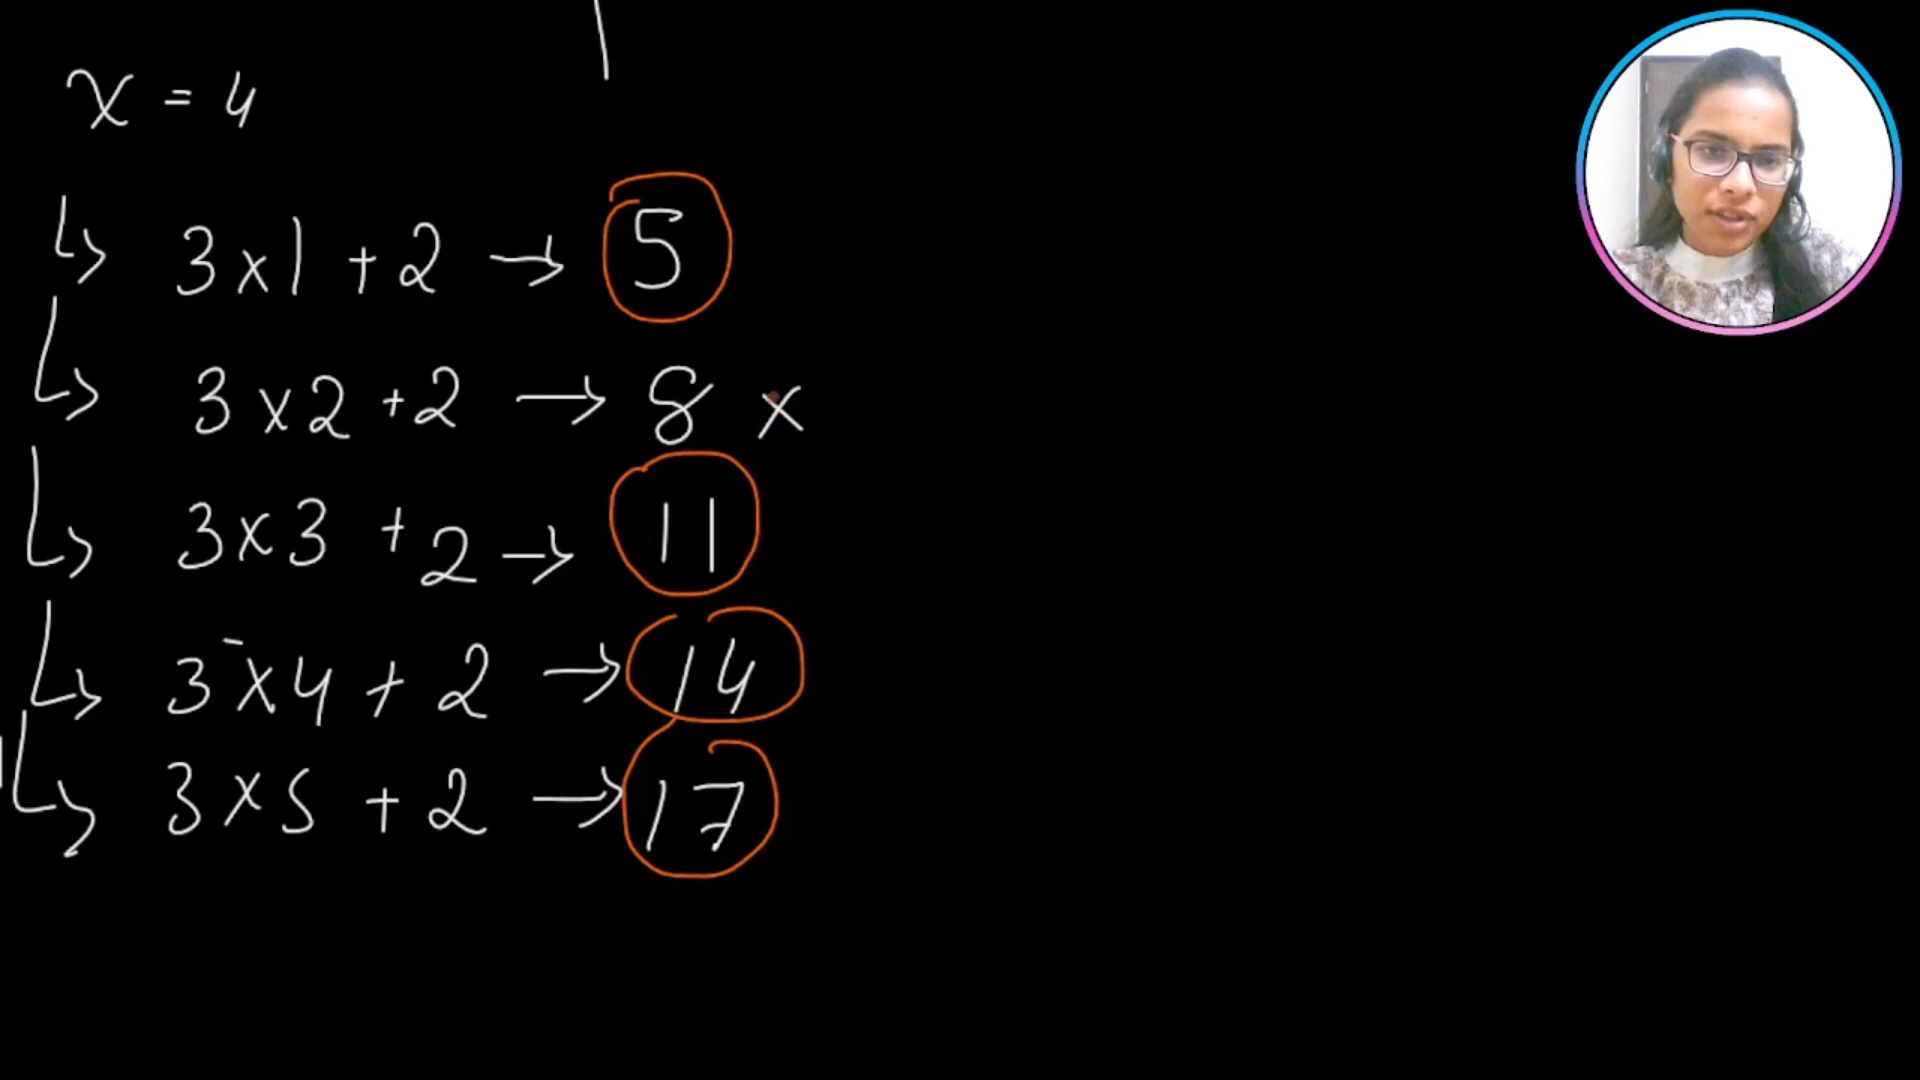 x = 4
↳ 3 x 1 + 2 → 5
↳ 3 x 2 + 2 → 8 x
↳ 3 x 3 + 2 → 11
↳ 3 x 4 + 2 → 14
↳ 3 x 5 + 2 → 17